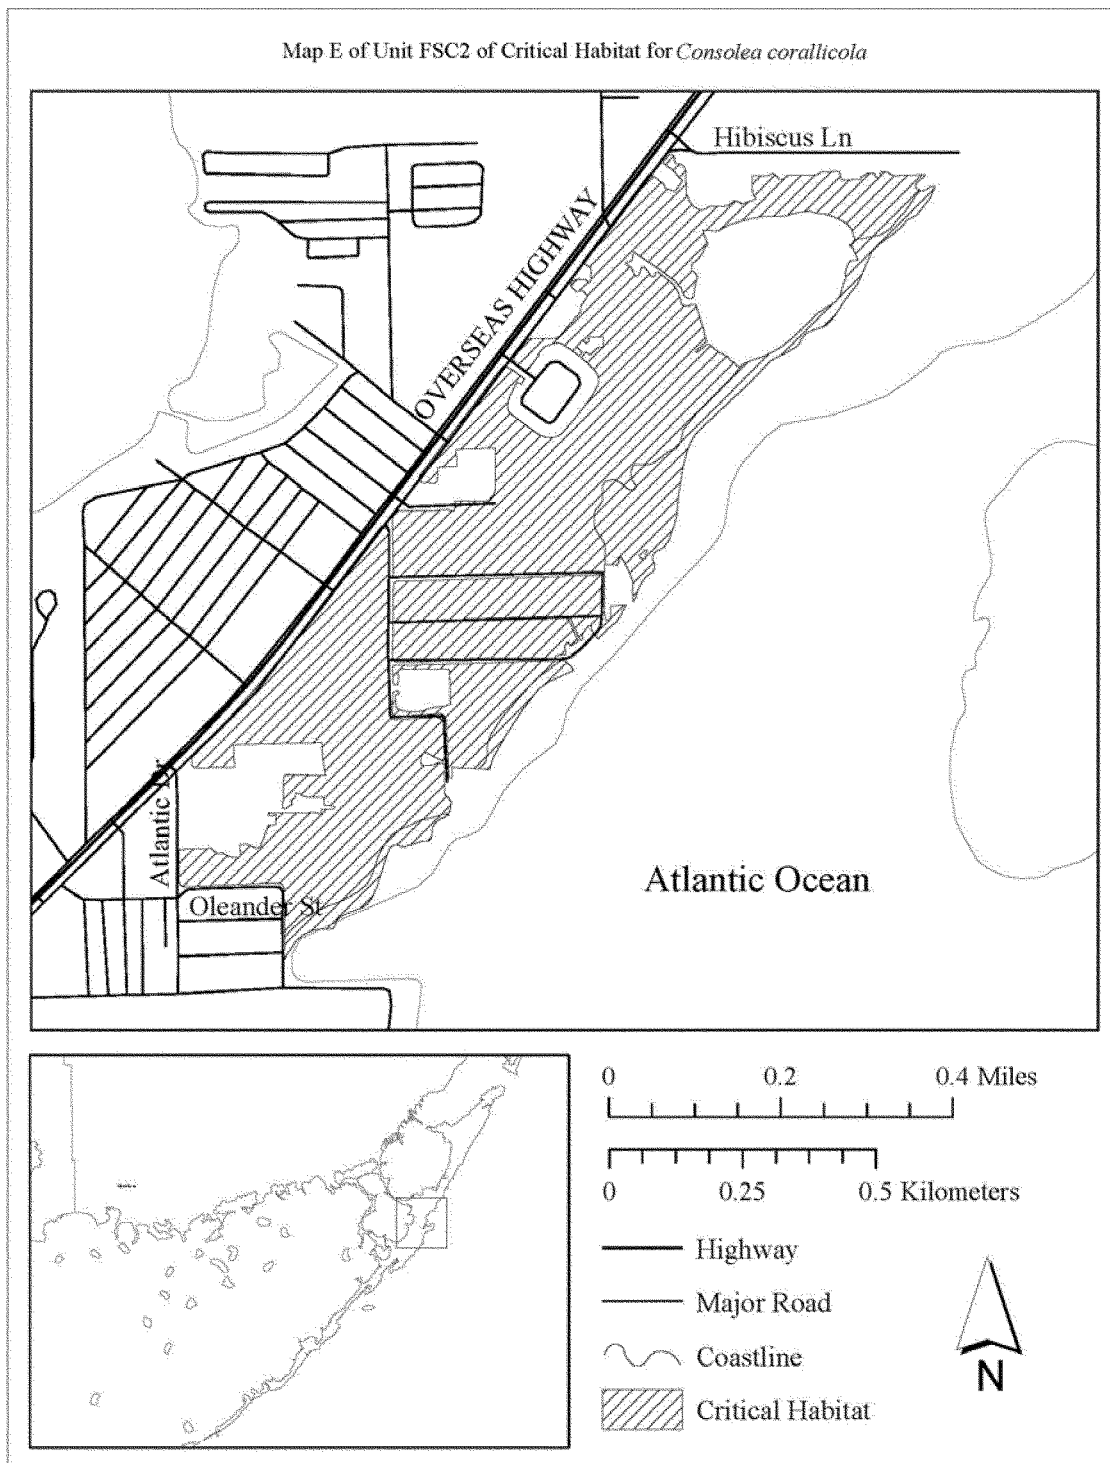 Map E of Unit FSC2 of Critical Habitat for Consolea corallicola
Hibiscus Ln
OVERSEAS HIGHWAY
Atlantic Dr
Oleander St
Atlantic Ocean
0 0.2 0.4 Miles
0 0.25 0.5 Kilometers
Highway
Major Road
Coastline
Critical Habitat
N